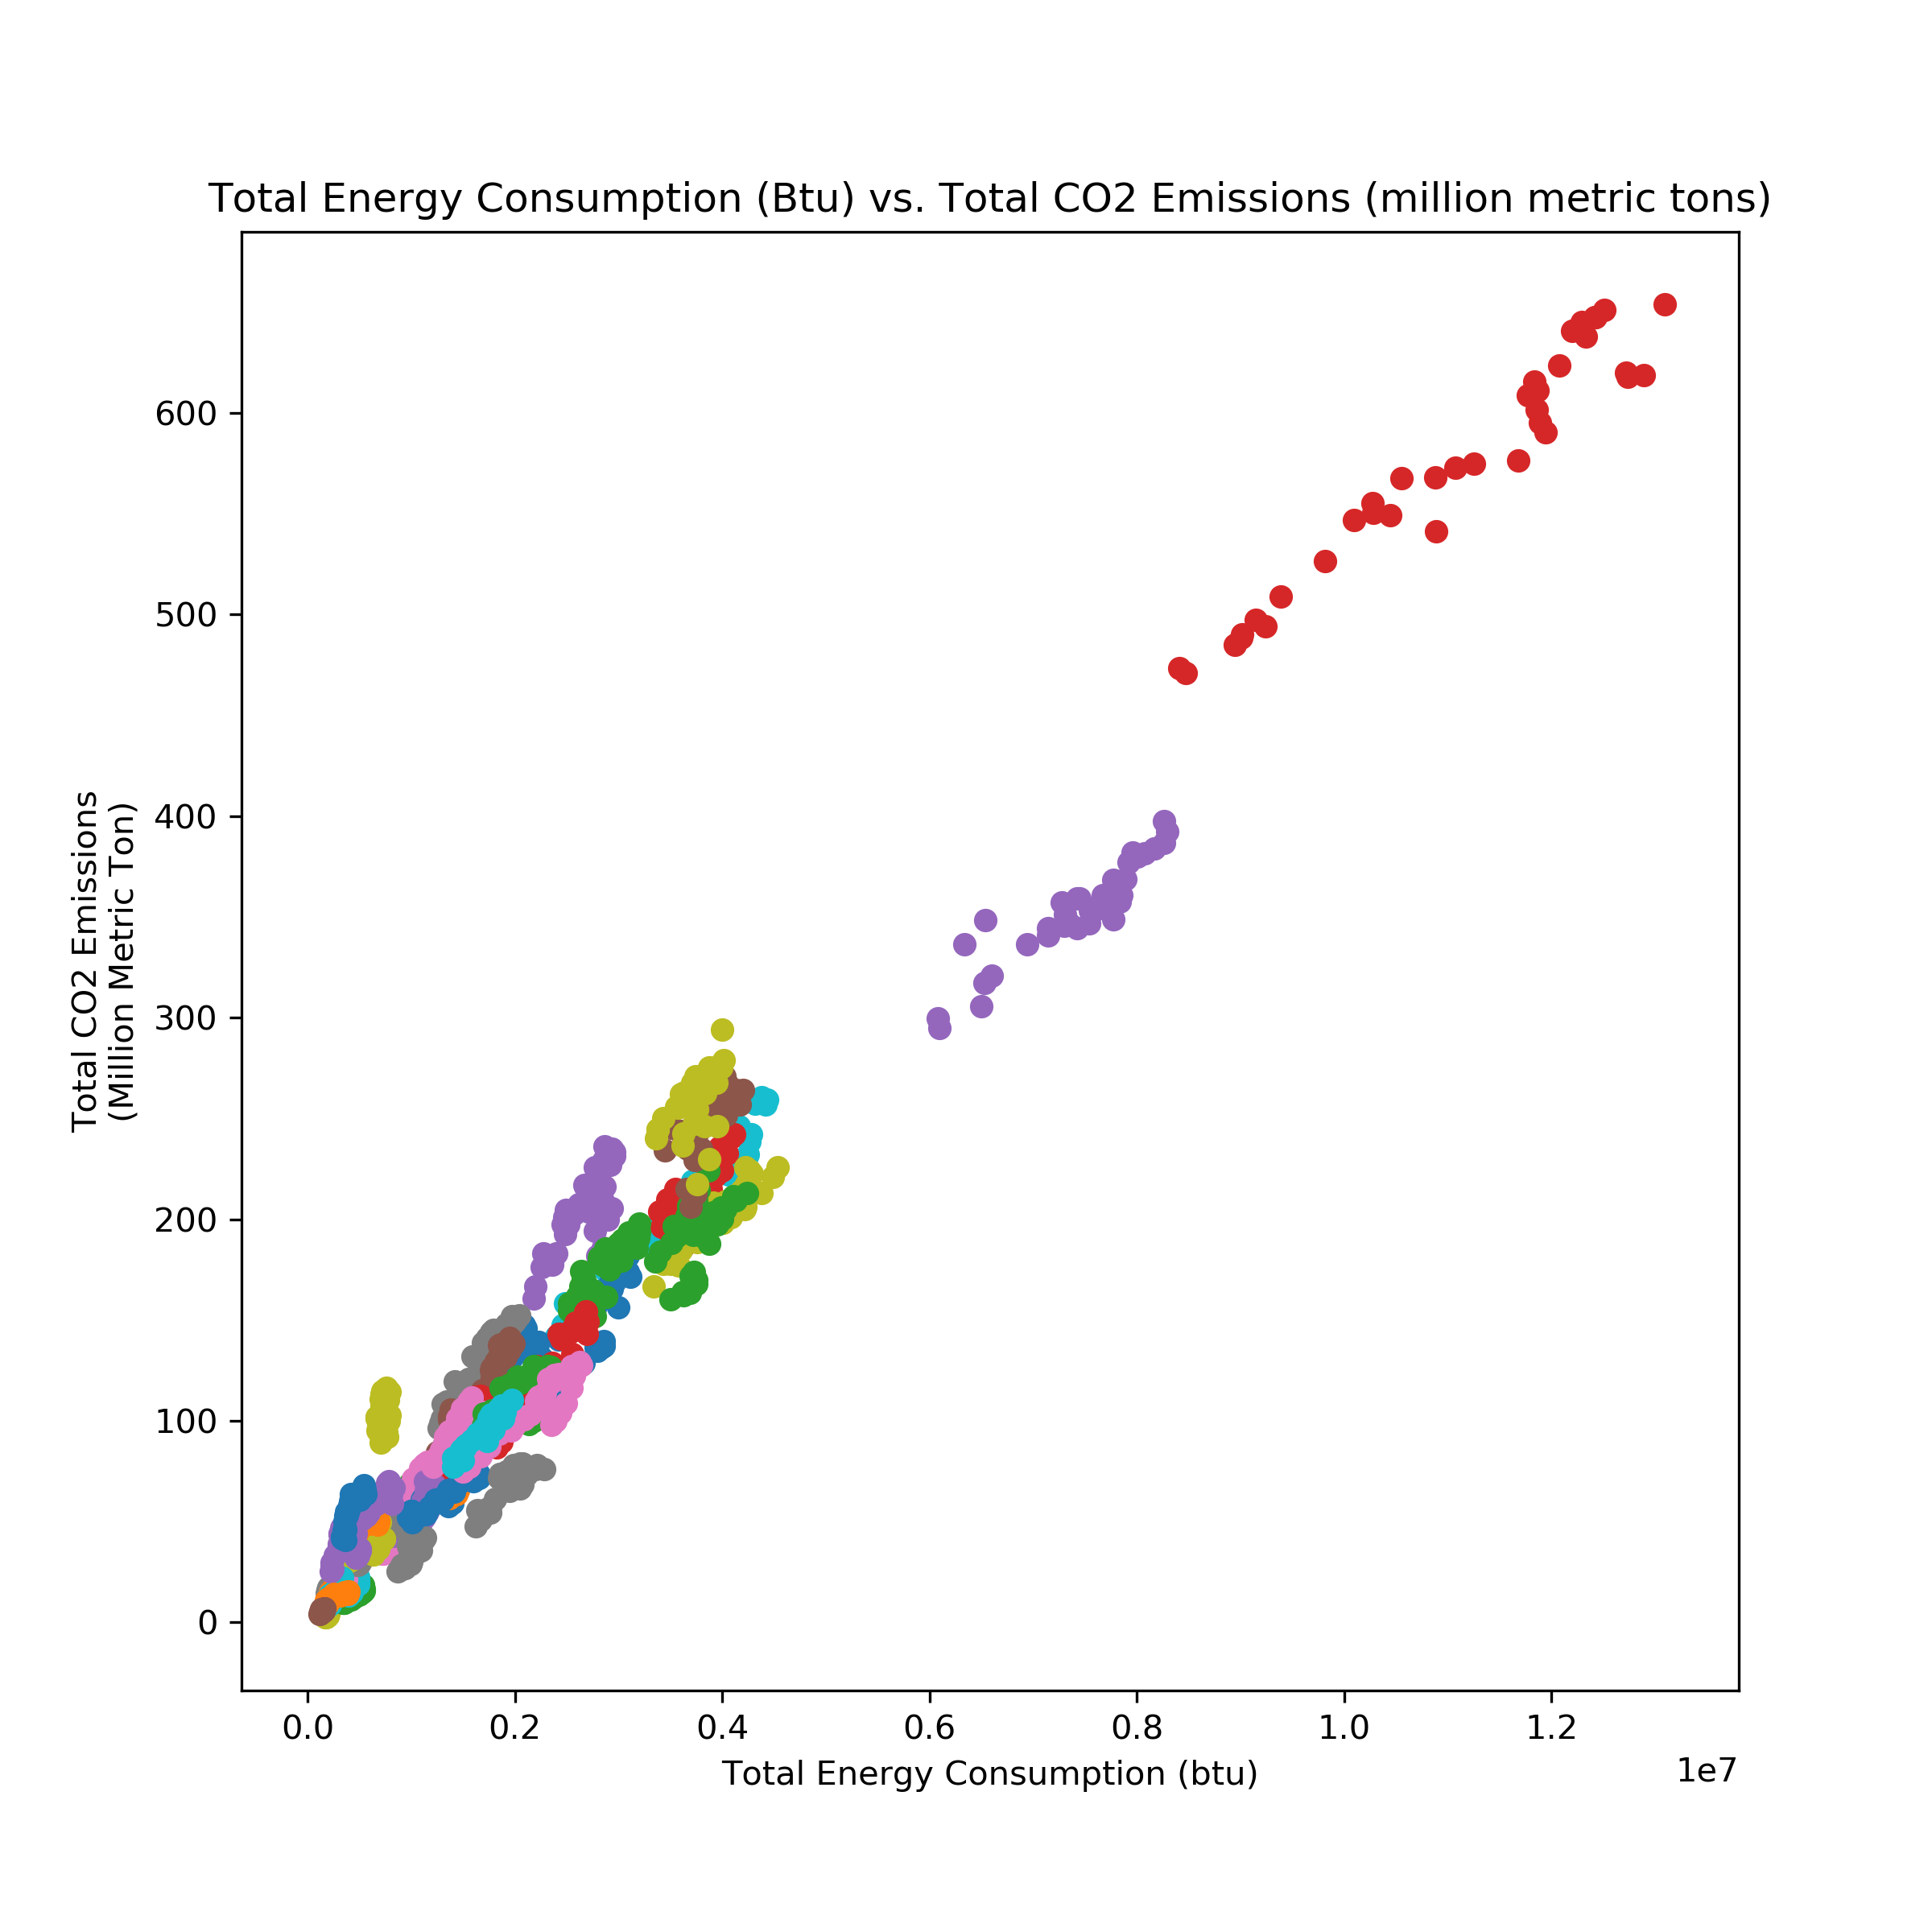 Total Energy Consumption (Btu) vs. Total CO2 Emissions (million metric tons)
Total CO2 Emissions
(Million Metric Ton)
600
500
400
300
200
100
0
0.0
0.2
0.4
0.6
0.8
1.0
1.2
1e7
Total Energy Consumption (btu)